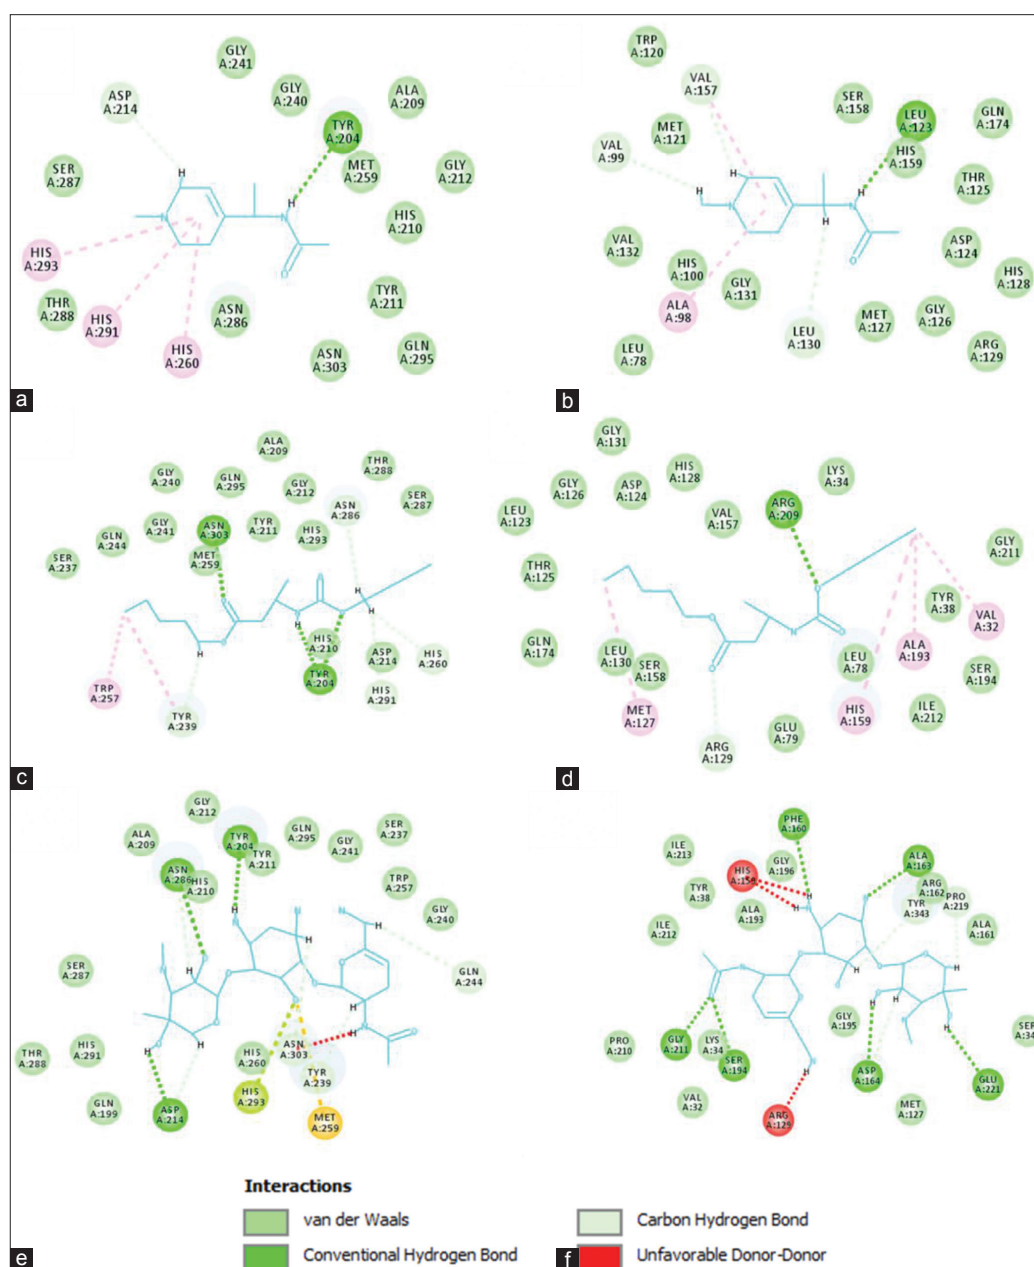 GLY
A:241
GLY
A:240
ALA
A:209
ASP
A:214
TYR
A:204
MET
A:259
GLY
A:212
SER
A:287
HIS
A:210
H
N
N
H
O
HIS
A:293
THR
A:288
HIS
A:291
ASN
A:286
TYR
A:211
HIS
A:260
ASN
A:303
GLN
A:295
a
TRP
A:120
VAL
A:157
SER
A:158
LEU
A:123
GLN
A:174
MET
A:121
VAL
A:99
HIS
A:159
THR
A:125
H
H
N
H
N
H
O
VAL
A:132
HIS
A:100
GLY
A:131
ASP
A:124
HIS
A:128
ALA
A:98
LEU
A:130
MET
A:127
GLY
A:126
LEU
A:78
ARG
A:129
b
ALA
A:209
GLY
A:240
GLN
A:295
GLY
A:212
THR
A:288
ASN
A:286
SER
A:287
GLN
A:244
GLY
A:241
ASN
A:303
TYR
A:211
HIS
A:293
SER
A:237
MET
A:259
HIS
A:210
ASP
A:214
HIS
A:260
TYR
A:204
HIS
A:291
TRP
A:257
TYR
A:239
c
GLY
A:131
GLY
A:126
ASP
A:124
HIS
A:128
LYS
A:34
ARG
A:209
LEU
A:123
VAL
A:157
GLY
A:211
THR
A:125
TYR
A:38
VAL
A:32
GLN
A:174
LEU
A:130
SER
A:158
LEU
A:78
ALA
A:193
SER
A:194
MET
A:127
HIS
A:159
ILE
A:212
GLU
A:79
ARG
A:129
d
GLY
A:212
ALA
A:209
TYR
A:204
GLN
A:295
SER
A:237
ASN
A:286
HIS
A:210
TYR
A:211
GLY
A:241
TRP
A:257
GLY
A:240
SER
A:287
GLN
A:244
THR
A:288
HIS
A:291
HIS
A:260
ASN
A:303
TYR
A:239
GLN
A:199
ASP
A:214
HIS
A:293
MET
A:259
e
PHE
A:160
ILE
A:213
HIS
GLY
A:196
ALA
A:163
ARG
A:162
PRO
A:219
TYR
A:38
ALA
A:193
TYR
A:343
ILE
A:212
ALA
A:161
PRO
A:210
GLY
A:211
LYS
A:34
SER
A:194
GLY
A:195
SER
ASP
A:164
GLU
A:221
VAL
A:32
ARG
A:129
MET
A:127
f
Interactions
van der Waals
Conventional Hydrogen Bond
Carbon Hydrogen Bond
Unfavorable Donor-Donor